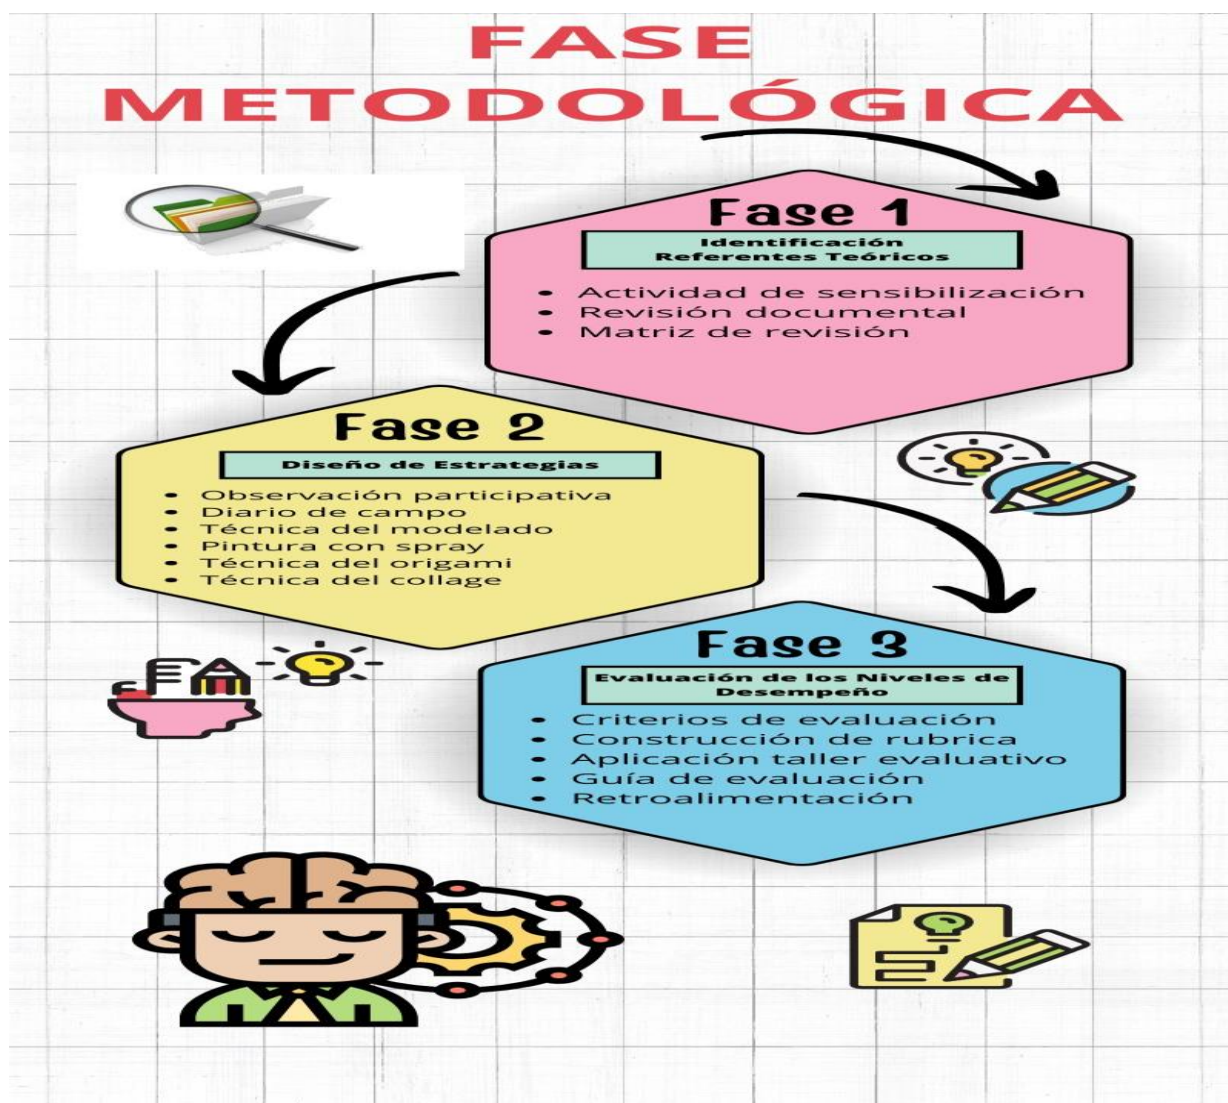 FASE
METODOLÓGICA
Fase 1
Identificación
Referentes Teóricos
• Actividad de sensibilización
• Revisión documental
• Matriz de revisión
Fase 2
Diseño de Estrategias
• Observación participativa
• Diario de campo
• Técnica del modelado
• Pintura con spray
• Técnica del origami
• Técnica del collage
Fase 3
Evaluación de los Niveles de
Desempeño
• Criterios de evaluación
• Construcción de rubrica
• Aplicación taller evaluativo
• Guía de evaluación
• Retroalimentación